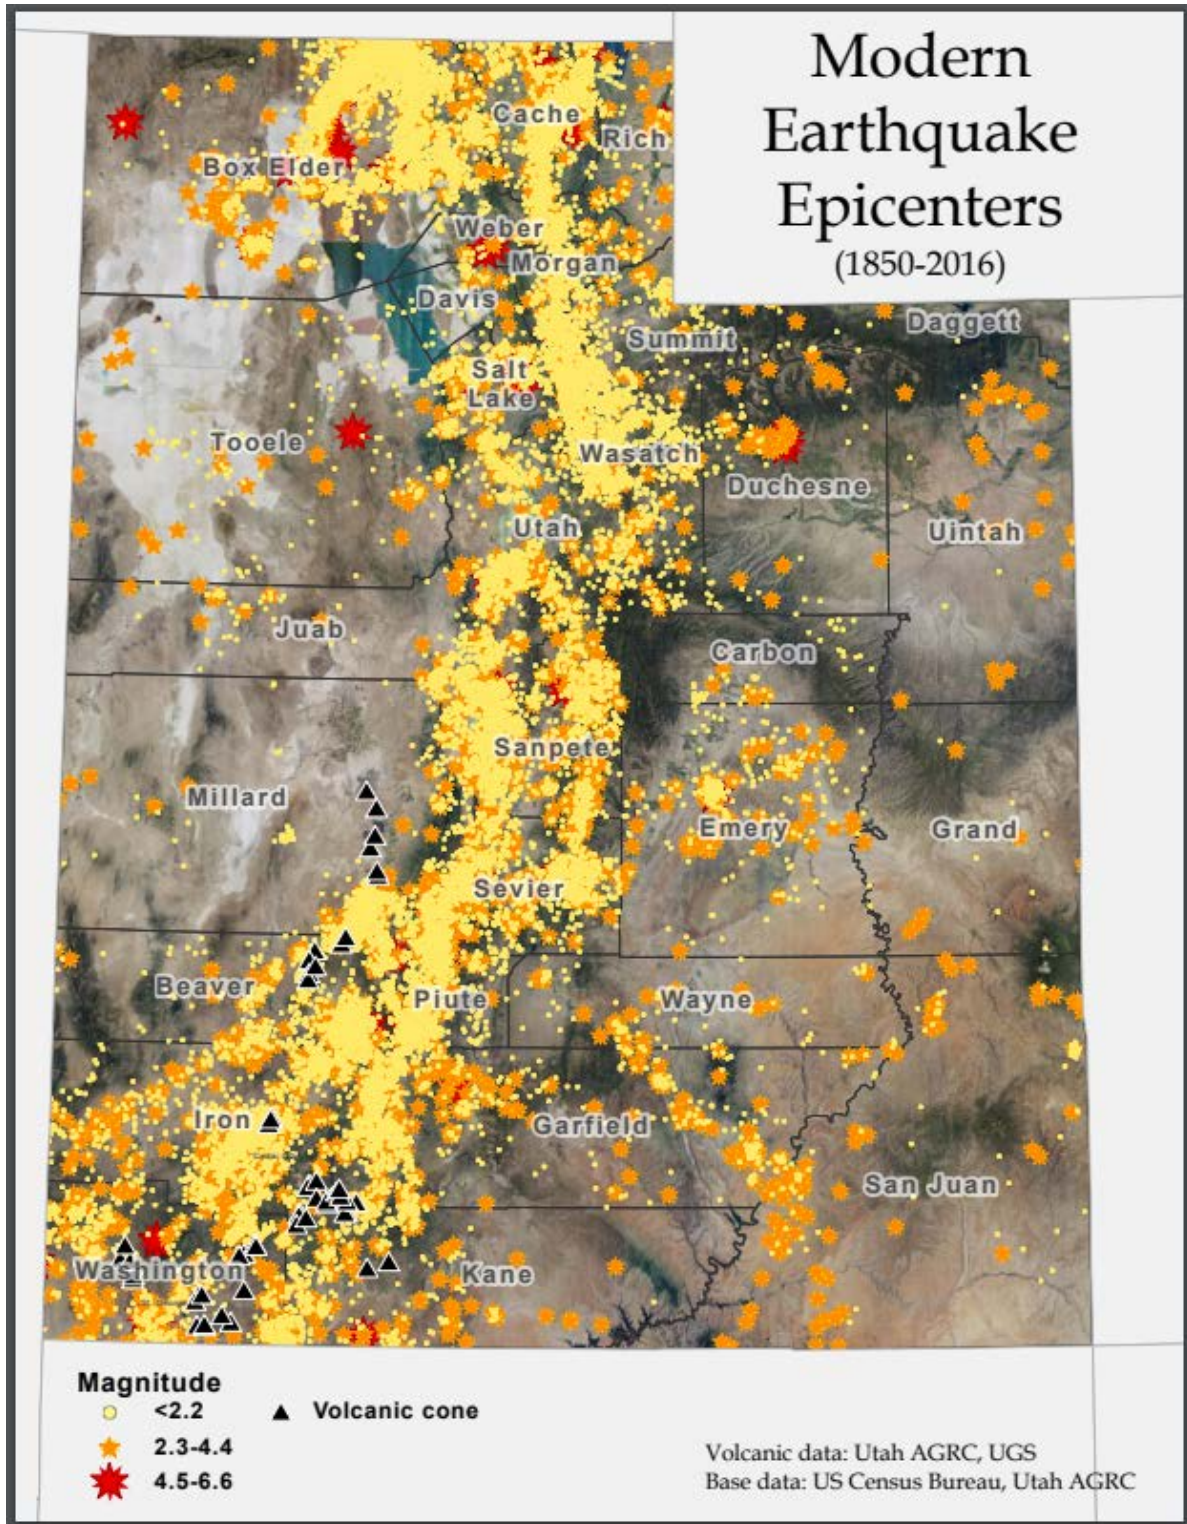 Modern
Earthquake
Epicenters
(1850-2016)
Cache
Rich
Box Elder
Weber
Morgan
Davis
Daggett
Summit
Salt
Lake
Tooele
Wasatch
Duchesne
Utah
Uintah
Juab
Carbon
Sanpete
Millard
Emery
Grand
Sevier
Beaver
Piute
Wayne
Iron
Garfield
San Juan
Washington
Kane
Magnitude
<2.2
Volcanic cone
2.3-4.4
4.5-6.6
Volcanic data: Utah AGRC, UGS
Base data: US Census Bureau, Utah AGRC